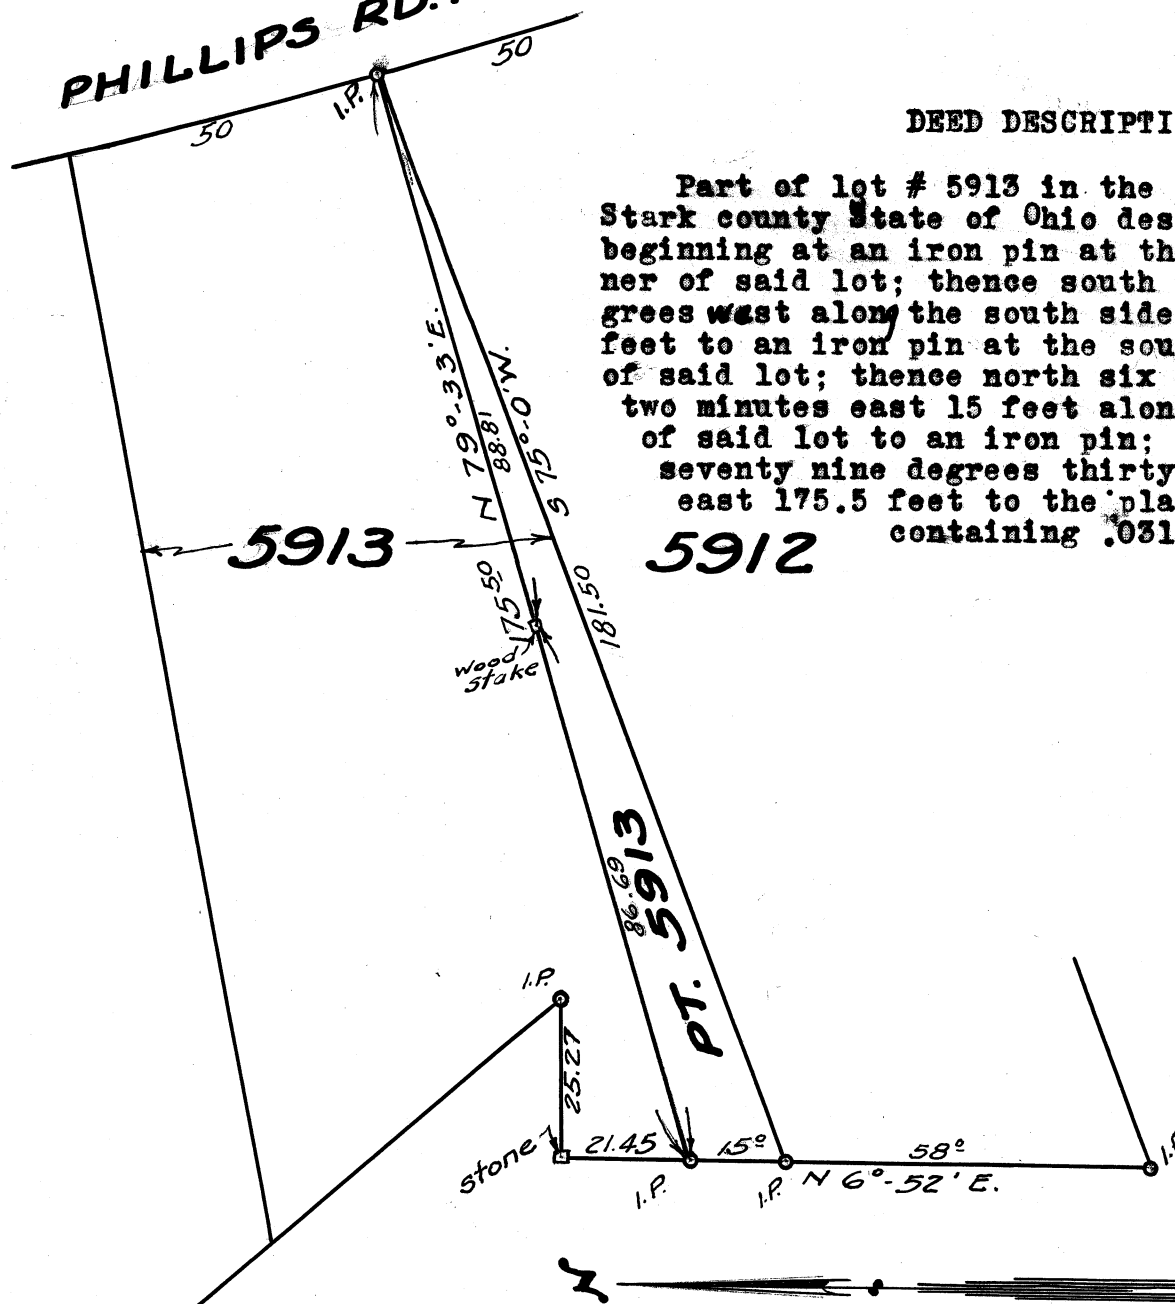 PHILLIPS RD.
50
50
I.P.
DEED DESCRIPTI
Part of lot # 5913 in the
Stark county State of Ohio des
beginning at an iron pin at th
ner of said lot; thence south
grees west along the south side
feet to an iron pin at the sou
of said lot; thence north six
two minutes east 15 feet alon
of said lot to an iron pin;
seventy nine degrees thirty
east 175.5 feet to the pla
containing .031
N 79°-33' E.
88.81
S 75°-0' W.
5913
5912
175.50
181.50
wood
stake
86.69
PT. 5913
I.P.
25.27
stone
21.45
15º
58º
N 6°-52' E.
I.P.
I.P.
I.P
N